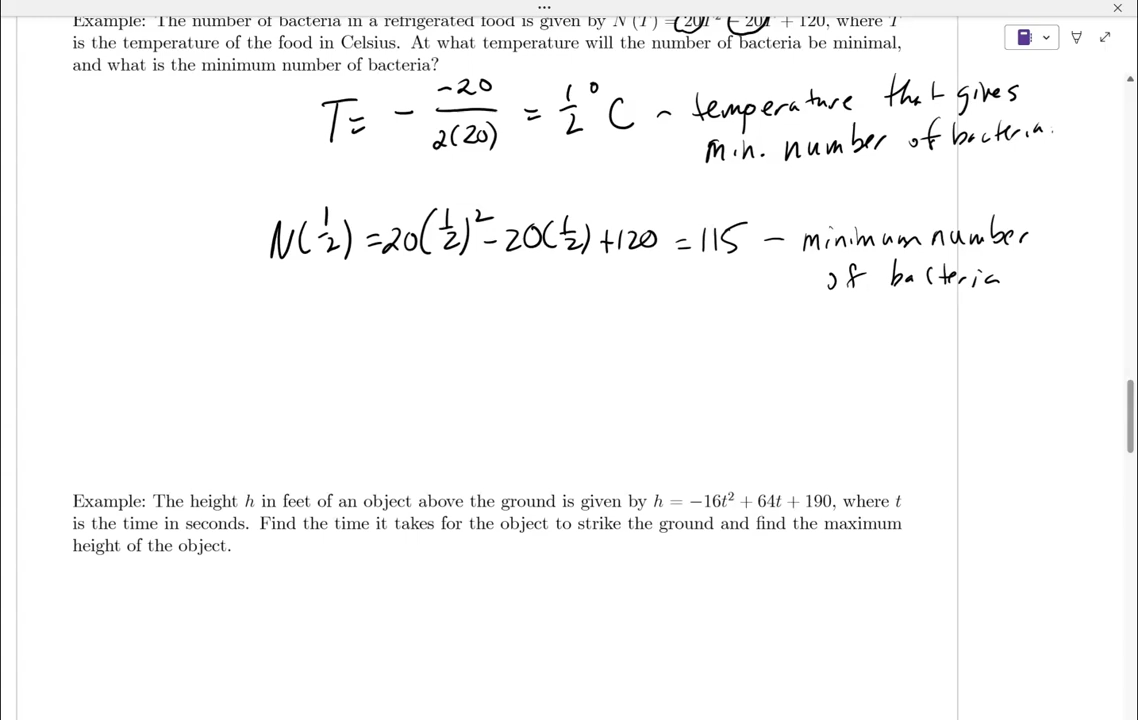 Example: The number of bacteria in a refrigerated food is given by N (T) = 20T² − 20T + 120, where T
is the temperature of the food in Celsius. At what temperature will the number of bacteria be minimal,
and what is the minimum number of bacteria?
T = - \frac{-20}{2(20)} = \frac{1}{2}° C - temperature that gives
min. number of bacteria.
N(\frac{1}{2}) = 20(\frac{1}{2})² - 20(\frac{1}{2}) + 120 = 115 - minimum number
of bacteria
Example: The height h in feet of an object above the ground is given by h = −16t² + 64t + 190, where t
is the time in seconds. Find the time it takes for the object to strike the ground and find the maximum
height of the object.